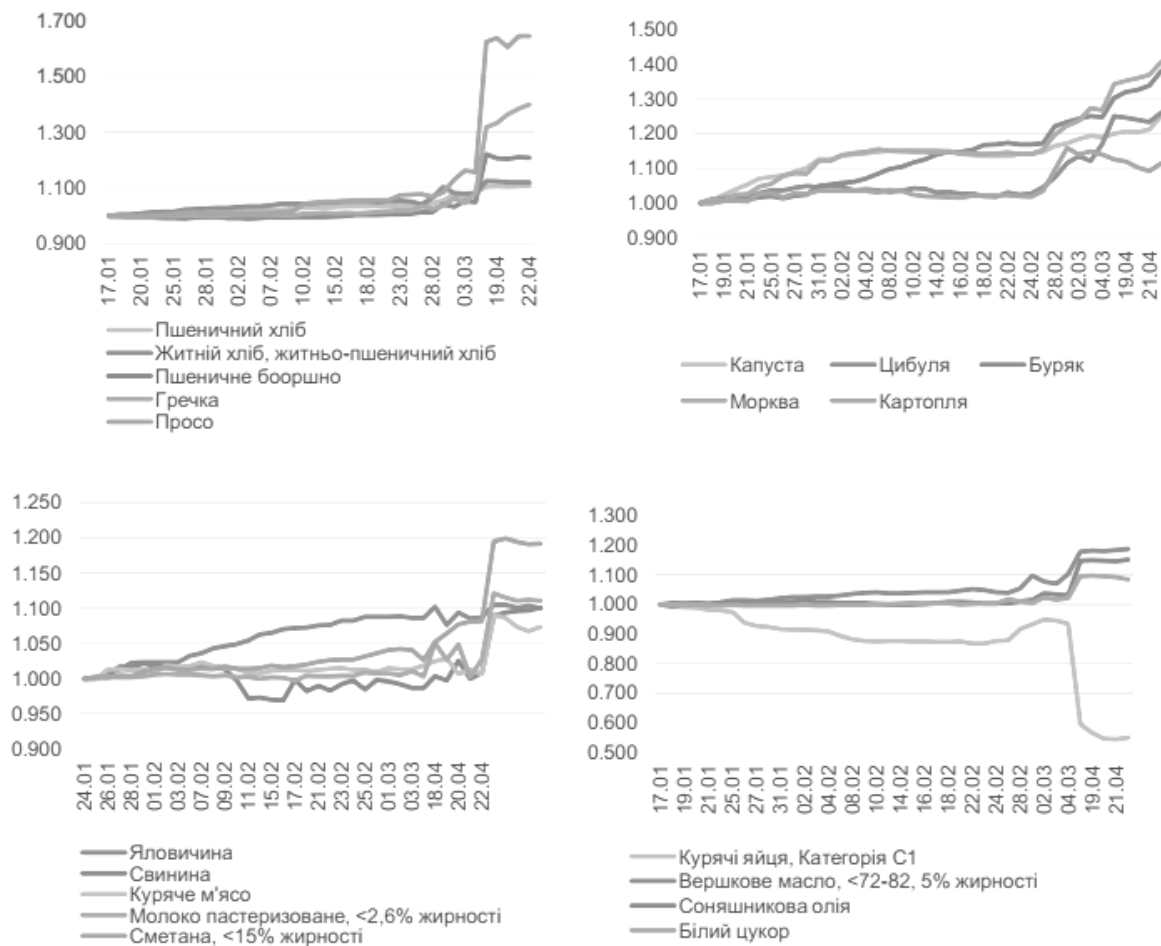 1.700
1.500
1.300
1.100
0.900
17.01 20.01 25.01 28.01 02.02 07.02 10.02 15.02 18.02 23.02 28.02 03.03 19.04 22.04
Пшеничний хліб
Житній хліб, житньо-пшеничний хліб
Пшеничне бооршно
Гречка
Просо
1.500
1.400
1.300
1.200
1.100
1.000
0.900
17.01 19.01 21.01 25.01 27.01 31.01 02.02 04.02 08.02 10.02 14.02 16.02 18.02 22.02 24.02 28.02 02.03 04.03 19.04 21.04
Капуста Цибуля Буряк
Морква Картопля
1.250
1.200
1.150
1.100
1.050
1.000
0.950
0.900
24.01 26.01 28.01 01.02 03.02 07.02 09.02 11.02 15.02 17.02 21.02 23.02 25.02 01.03 03.03 18.04 20.04 22.04
Яловичина
Свинина
Куряче м'ясо
Молоко пастеризоване, <2,6% жирності
Сметана, <15% жирності
1.300
1.200
1.100
1.000
0.900
0.800
0.700
0.600
0.500
17.01 19.01 21.01 25.01 27.01 31.01 02.02 04.02 08.02 10.02 14.02 16.02 18.02 22.02 24.02 28.02 02.03 04.03 19.04 21.04
Курячі яйця, Категорія С1
Вершкове масло, <72-82, 5% жирності
Соняшникова олія
Білий цукор